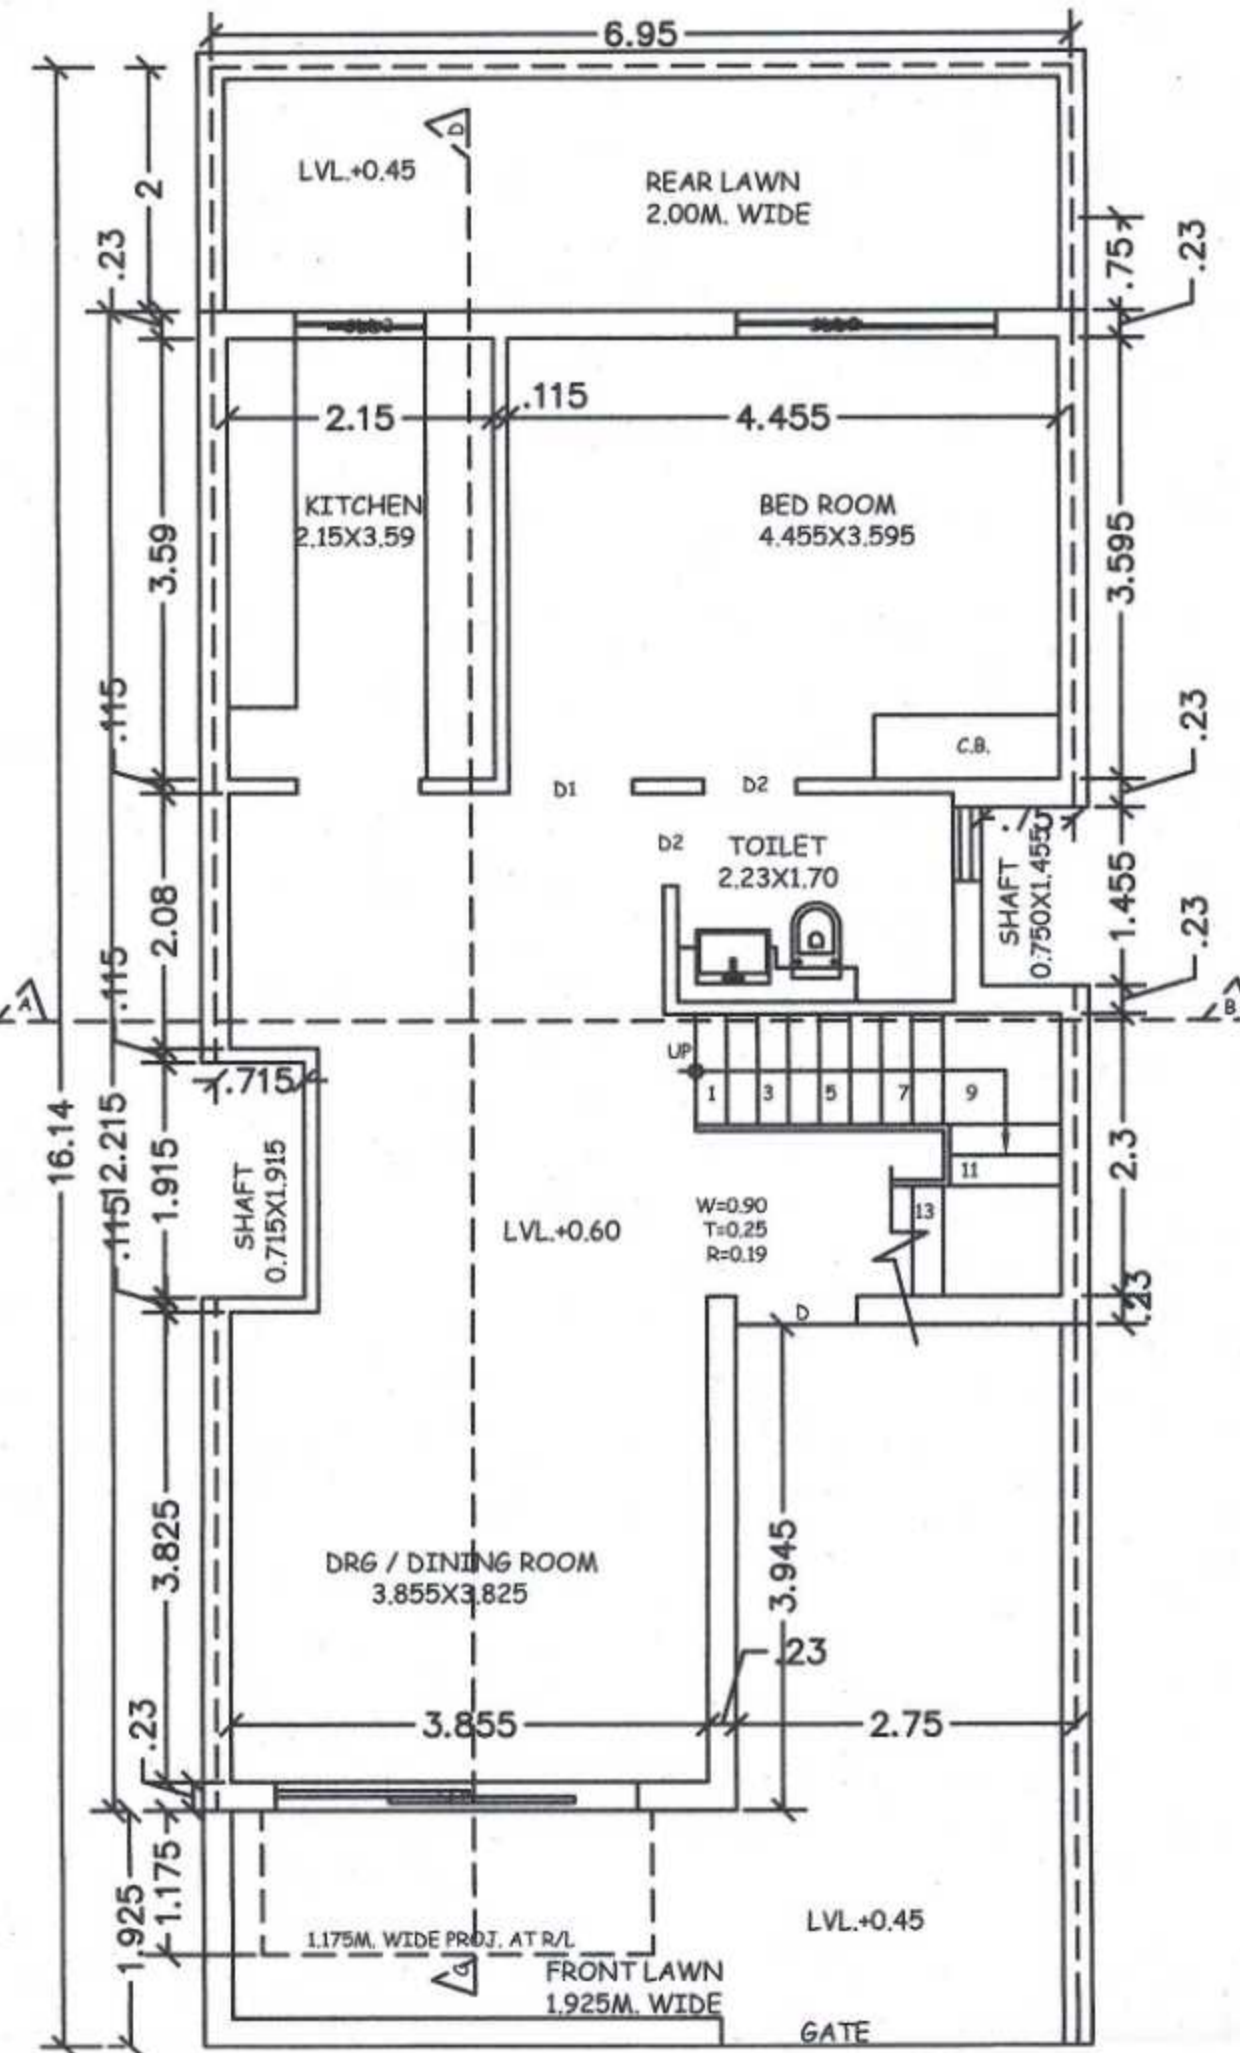 6.95
D
LVL.+0.45
REAR LAWN
2.00M. WIDE
2
.23
.75
.23
2.15
.115
4.455
KITCHEN
2.15X3.59
BED ROOM
4.455X3.595
3.59
3.595
.115
C.B.
.23
D1
D2
D2
TOILET
2.23X1.70
D
SHAFT
0.750X1.455
1.455
2.08
.23
.115
A
B
UP
1
3
5
7
9
11
13
.715
16.14
12.215
1.915
SHAFT
0.715X1.915
2.3
LVL.+0.60
W=0.90
T=0.25
R=0.19
.115
D
.23
3.825
3.945
DRG / DINING ROOM
3.855X3.825
.23
.23
3.855
2.75
1.175
1.925
LVL.+0.45
1.175M. WIDE PROJ. AT R/L
FRONT LAWN
1.925M. WIDE
GATE